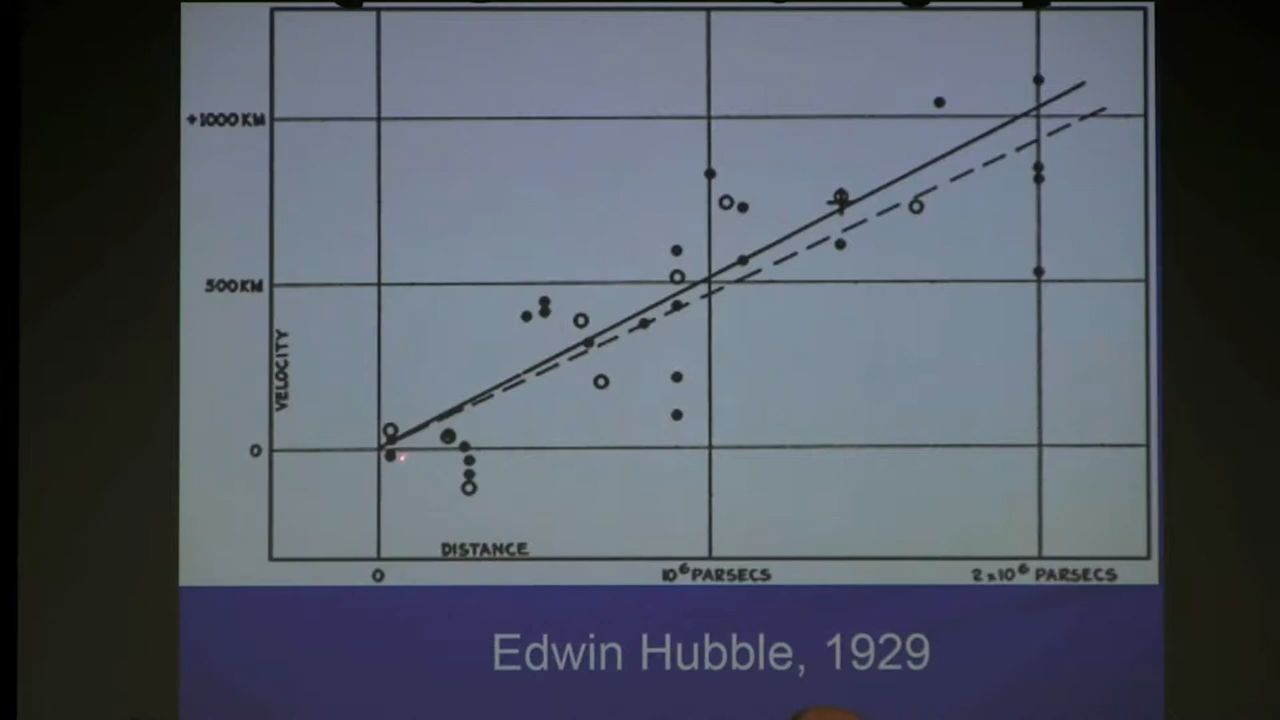 +1000 KM
500 KM
VELOCITY
0
DISTANCE
0
10⁶ PARSECS
2 x 10⁶ PARSECS
Edwin Hubble, 1929